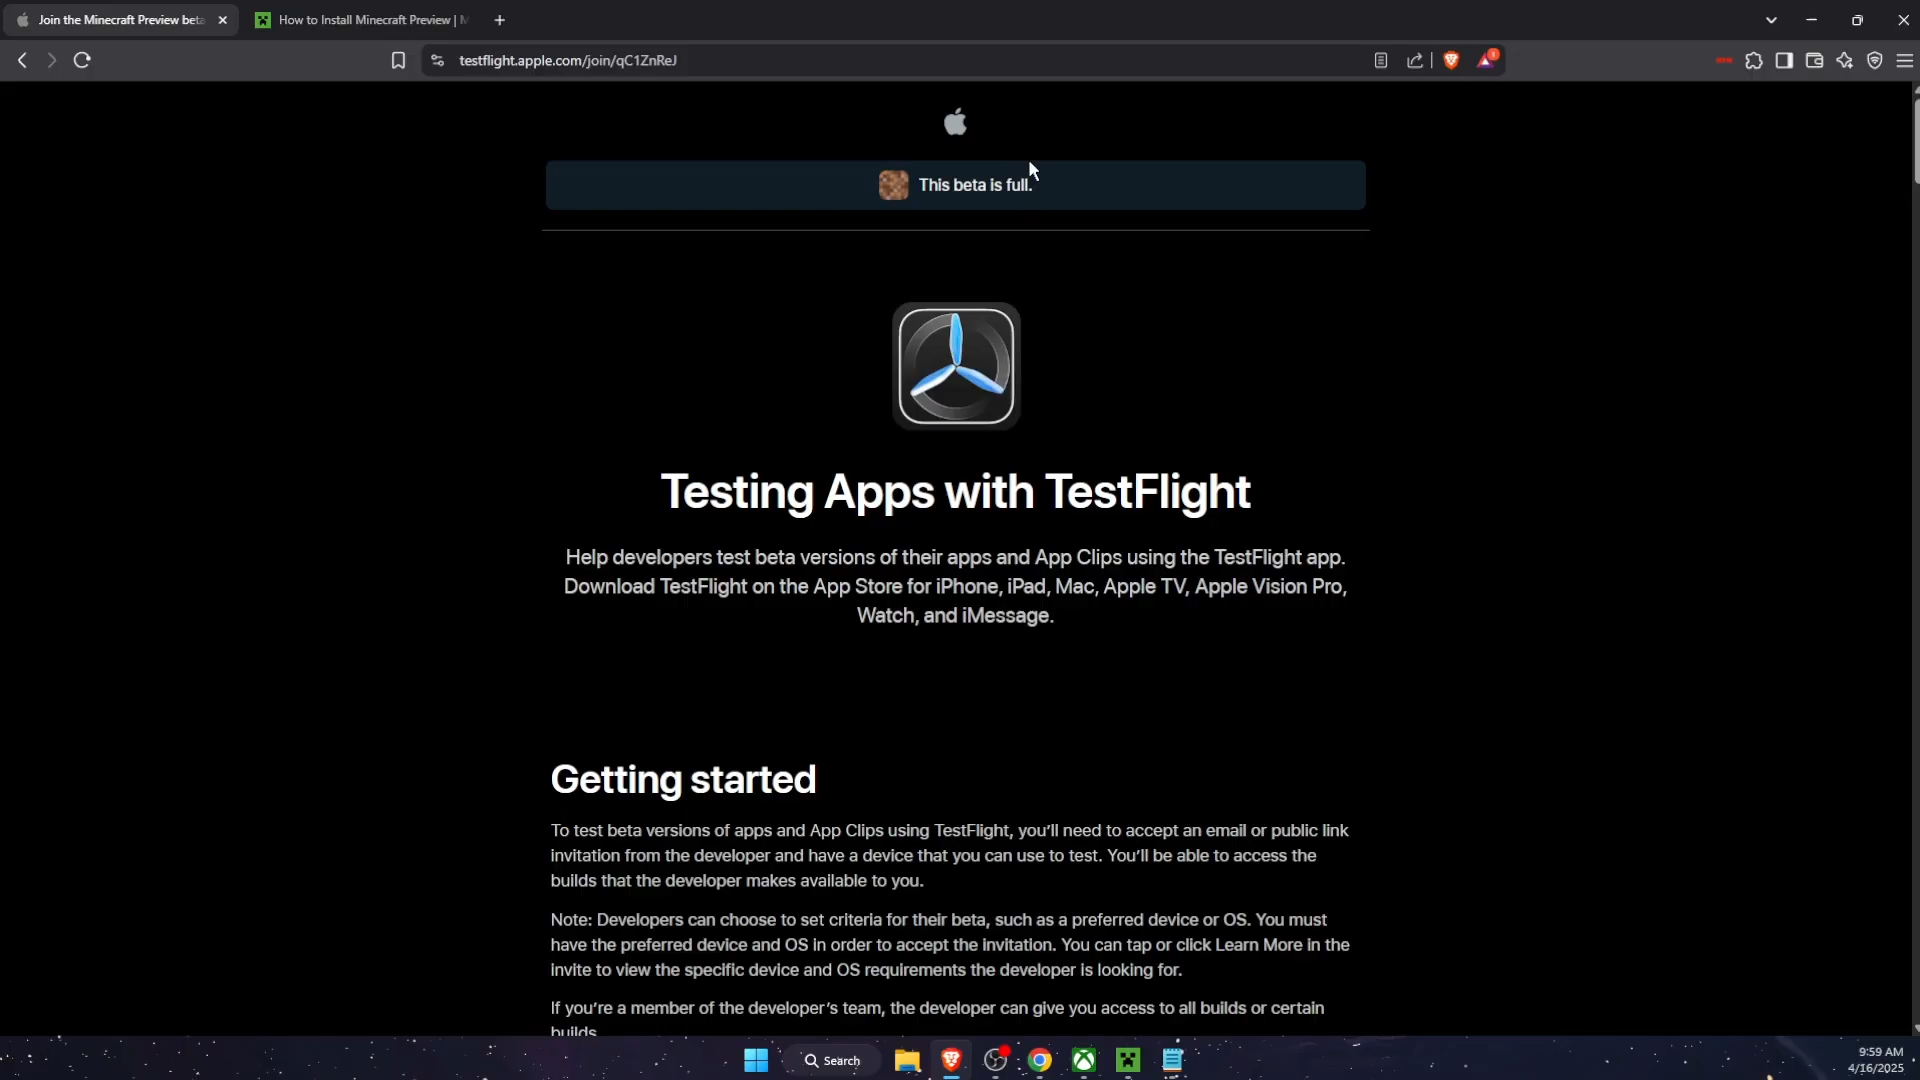 Join the Minecraft Preview beta
How to Install Minecraft Preview | M
testflight.apple.com/join/qC1ZnReJ
1
This beta is full.
Testing Apps with TestFlight
Help developers test beta versions of their apps and App Clips using the TestFlight app.
Download TestFlight on the App Store for iPhone, iPad, Mac, Apple TV, Apple Vision Pro,
Watch, and iMessage.
Getting started
To test beta versions of apps and App Clips using TestFlight, you’ll need to accept an email or public link
invitation from the developer and have a device that you can use to test. You’ll be able to access the
builds that the developer makes available to you.
Note: Developers can choose to set criteria for their beta, such as a preferred device or OS. You must
have the preferred device and OS in order to accept the invitation. You can tap or click Learn More in the
invite to view the specific device and OS requirements the developer is looking for.
If you’re a member of the developer’s team, the developer can give you access to all builds or certain
builds
Search
9:59 AM
4/16/2025